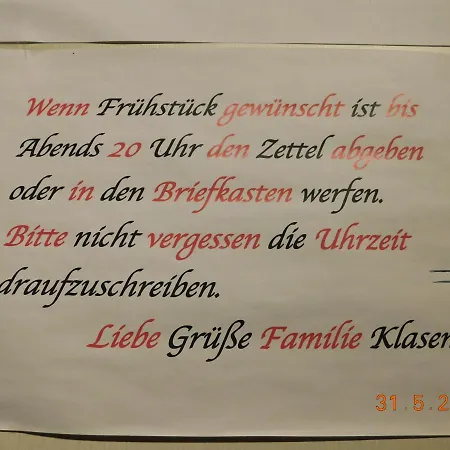 Wenn Frühstück gewünscht ist bis
Abends 20 Uhr den Zettel abgeben
oder in den Briefkasten werfen.
Bitte nicht vergessen die Uhrzeit
draufzuschreiben.
Liebe Grüße Familie Klasen
31.5.2